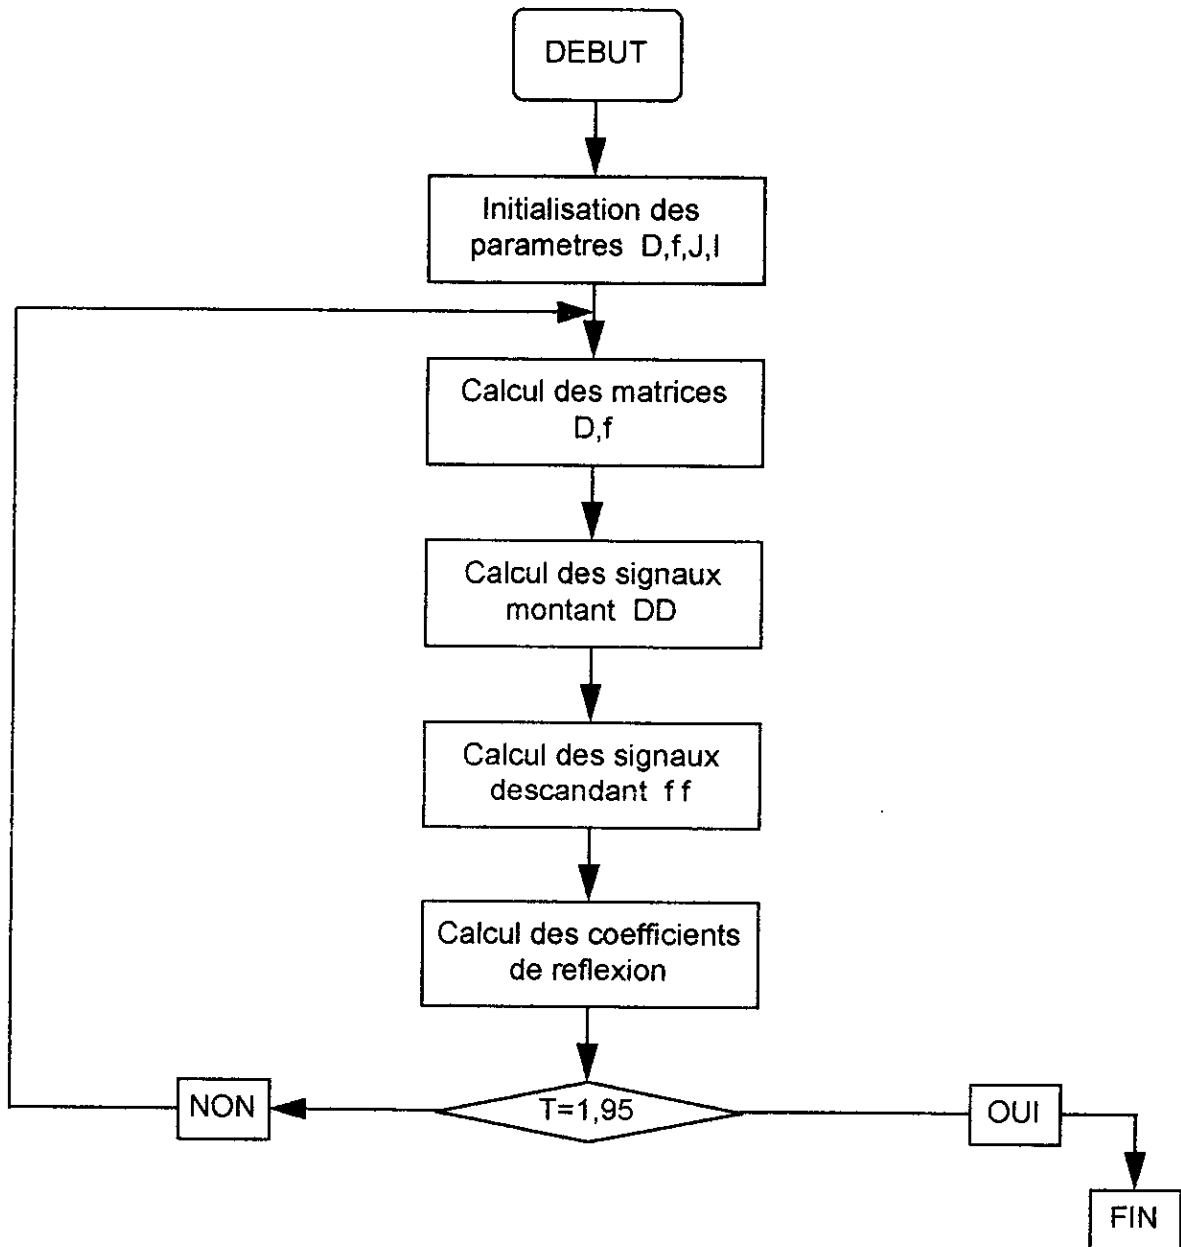 DEBUT
Initialisation des
parametres D,f,J,I
Calcul des matrices
D,f
Calcul des signaux
montant DD
Calcul des signaux
descandant f f
Calcul des coefficients
de reflexion
NON
T=1,95
OUI
FIN